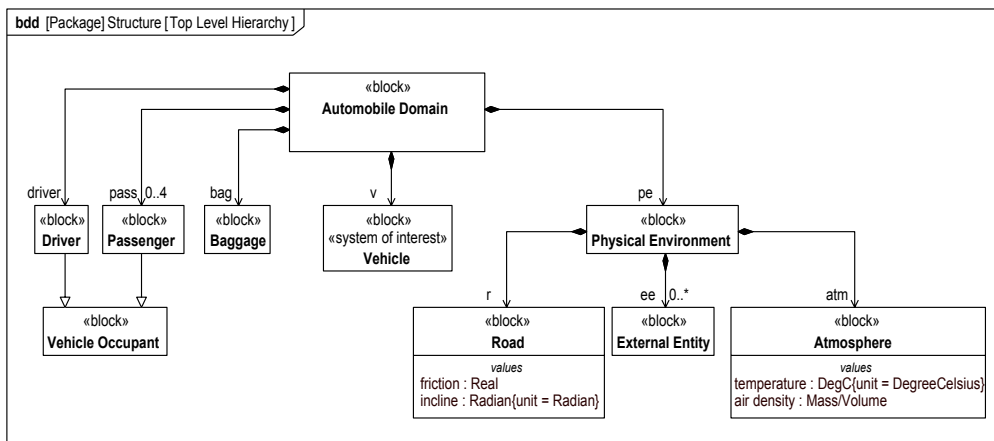 bdd [Package] Structure [Top Level Hierarchy]
«block»
Automobile Domain
driver
pass 0..4
bag
v
pe
«block»
Driver
«block»
Passenger
«block»
Baggage
«block»
«system of interest»
Vehicle
«block»
Physical Environment
«block»
Vehicle Occupant
r
ee 0..*
atm
«block»
Road
values
friction : Real
incline : Radian{unit = Radian}
«block»
External Entity
«block»
Atmosphere
values
temperature : DegC{unit = DegreeCelsius}
air density : Mass/Volume